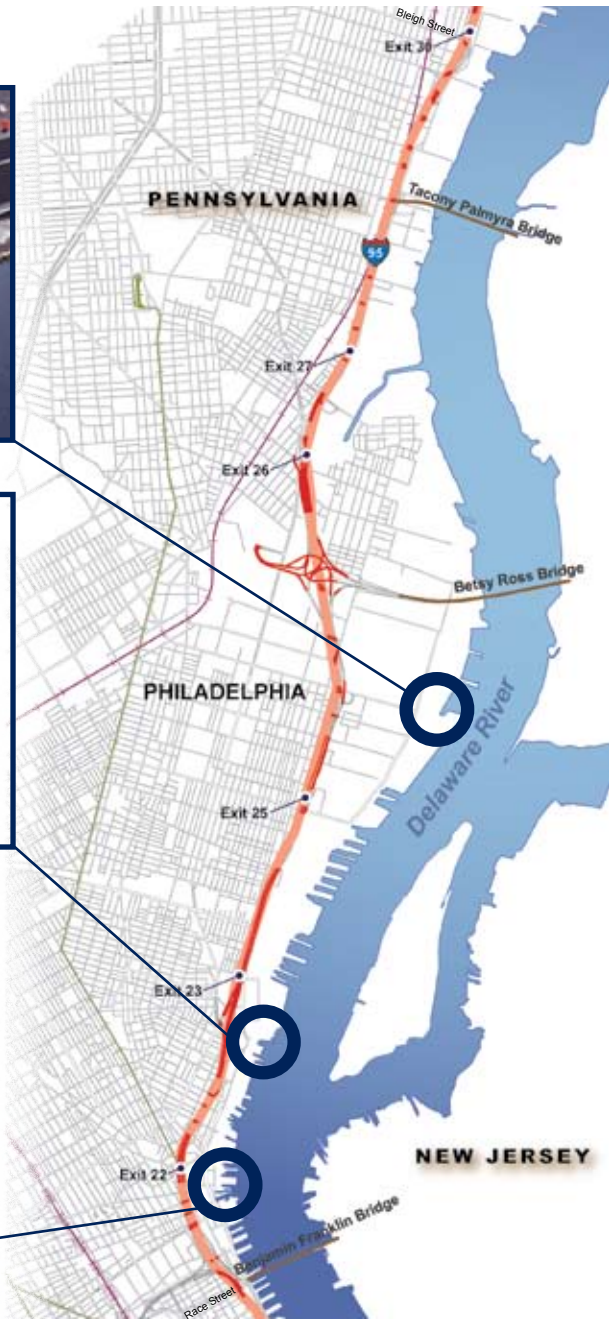 Bleigh Street
Exit 30
PENNSYLVANIA
Tacony Palmyra Bridge
95
Exit 27
Exit 26
Betsy Ross Bridge
PHILADELPHIA
Delaware River
Exit 25
Exit 23
NEW JERSEY
Exit 22
Benjamin Franklin Bridge
Race Street